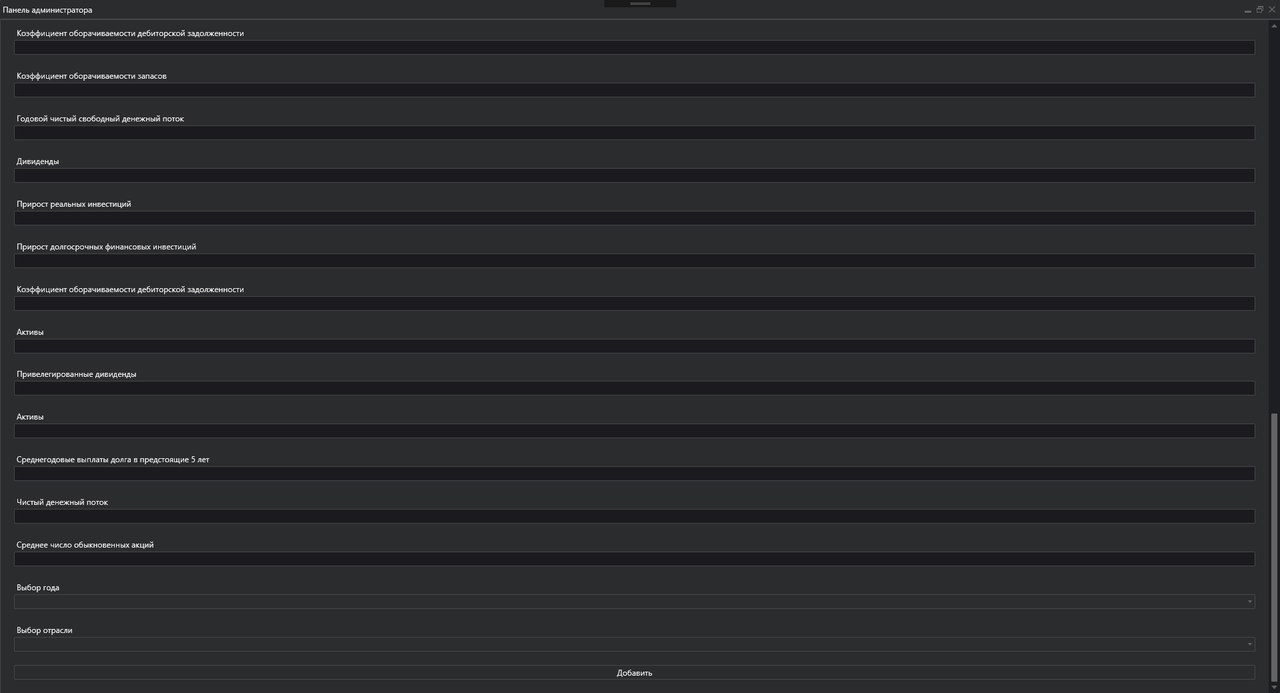 Панель администратора
Коэффициент оборачиваемости дебиторской задолженности
Коэффициент оборачиваемости запасов
Годовой чистый свободный денежный поток
Дивиденды
Прирост реальных инвестиций
Прирост долгосрочных финансовых инвестиций
Коэффициент оборачиваемости дебиторской задолженности
Активы
Привелегированные дивиденды
Активы
Среднегодовые выплаты долга в предстоящие 5 лет
Чистый денежный поток
Среднее число обыкновенных акций
Выбор года
Выбор отрасли
Добавить